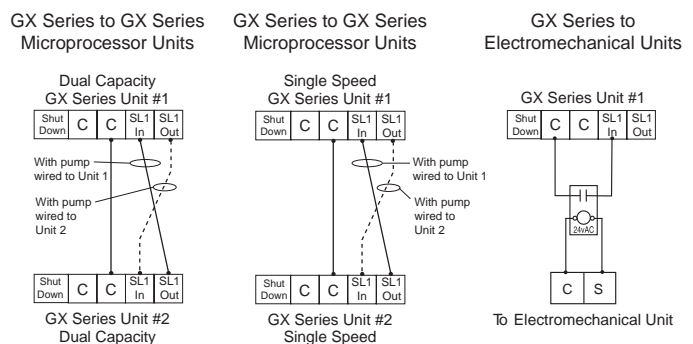 GX Series to GX Series
Microprocessor Units
Dual Capacity
GX Series Unit #1
Shut Down C C SL1 In SL1 Out
With pump
wired to Unit 1
With pump
wired to
Unit 2
Shut Down C C SL1 In SL1 Out
GX Series Unit #2
Dual Capacity
GX Series to GX Series
Microprocessor Units
Single Speed
GX Series Unit #1
Shut Down C C SL1 In SL1 Out
With pump
wired to Unit 1
With pump
wired to
Unit 2
Shut Down C C SL1 In SL1 Out
GX Series Unit #2
Single Speed
GX Series to
Electromechanical Units
GX Series Unit #1
Shut Down C C SL1 In SL1 Out
24vAC
C S
To Electromechanical Unit